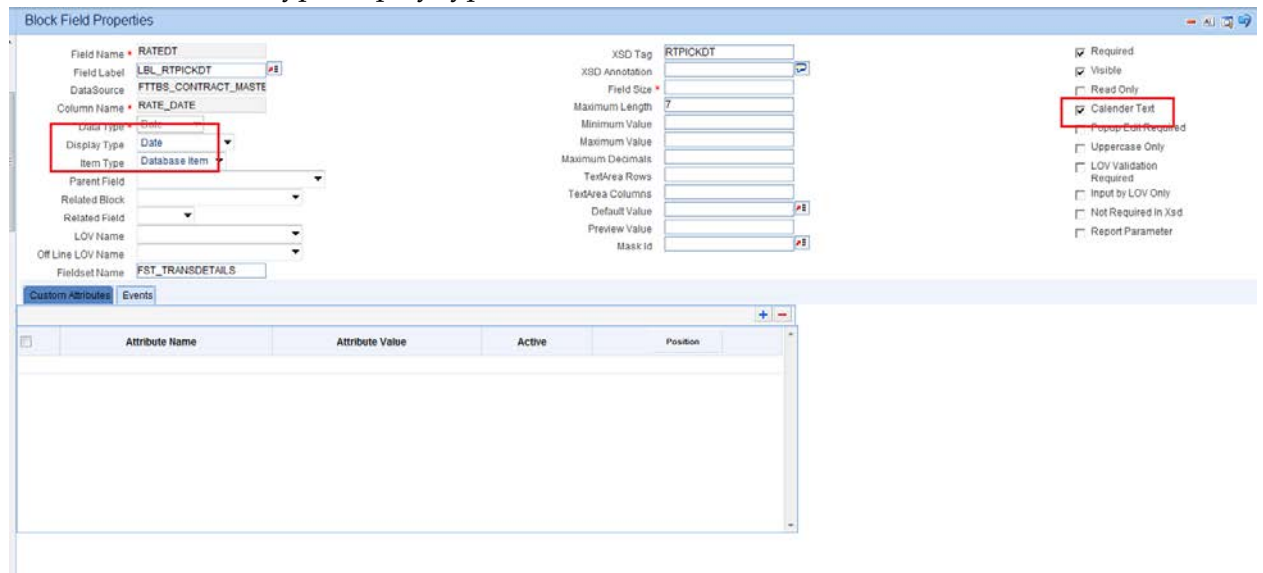 Block Field Properties
Field Name * RATEDT
Field Label LBL_RTPICKDT
DataSource FTTBS_CONTRACT_MASTE
Column Name * RATE_DATE
Data Type * Date
Display Type Date
Item Type Database Item
Parent Field
Related Block
Related Field
LOV Name
Off Line LOV Name
Fieldset Name FST_TRANSDETAILS
XSD Tag RTPICKDT
XSD Annotation
Field Size *
Maximum Length 7
Minimum Value
Maximum Value
Maximum Decimals
TextArea Rows
TextArea Columns
Default Value
Preview Value
Mask Id
Required
Visible
Read Only
Calender Text
Popup Edit Required
Uppercase Only
LOV Validation
Required
Input by LOV Only
Not Required in Xsd
Report Parameter
Custom Attributes Events
Attribute Name Attribute Value Active Position